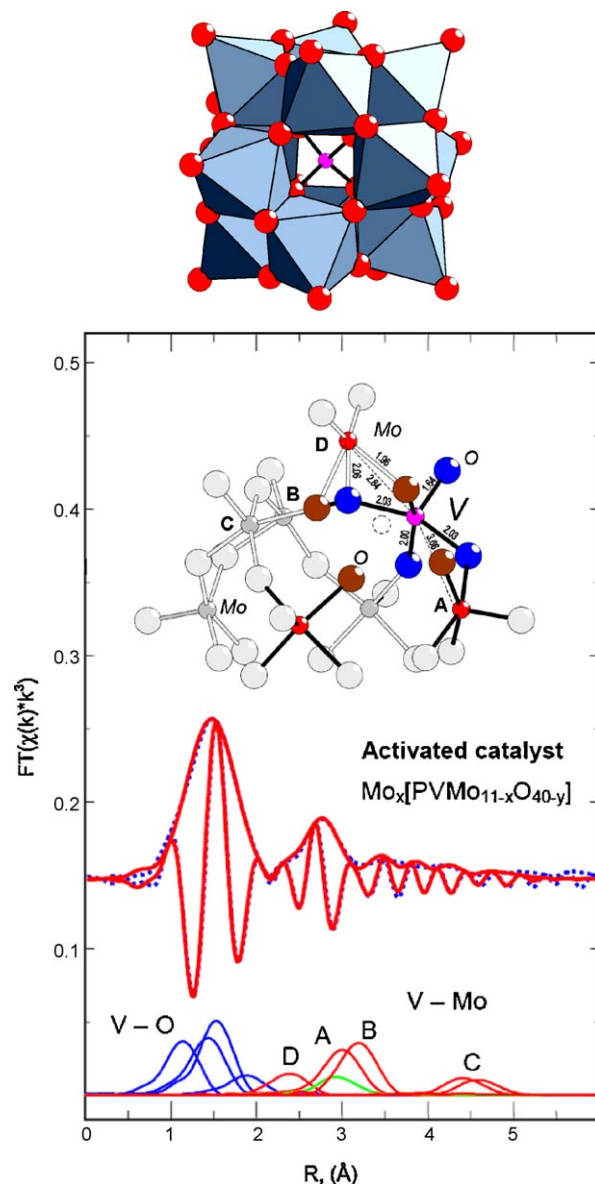 0.5
D
Mo
O
1.96
2.06
2.84
1.64
B
0.4
2.03
V
C
2.00
2.03
3.66
O
A
Mo
0.3
FT(χ(k)*k³)
Activated catalyst
Moₓ[PVMo₁₁₋ₓO₄₀₋ᵧ]
0.2
0.1
V – O
V – Mo
D
A
B
C
0 1 2 3 4 5
R, (Å)